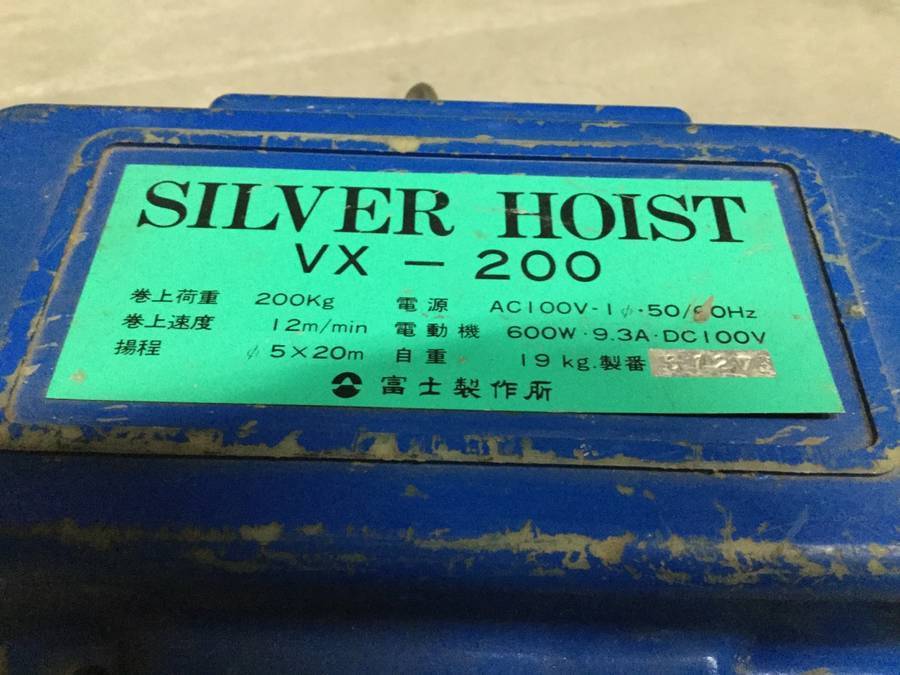 SILVER HOIST
VX - 200
巻上荷重 200Kg 電源 AC100V-1φ·50/60Hz
巻上速度 12m/min 電動機 600W·9.3A·DC100V
揚程 φ5×20m 自重 19kg.製番
富士製作所